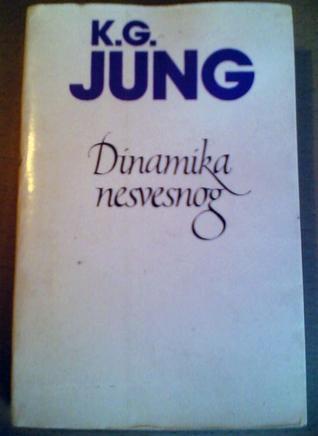 K.G.
JUNG
Dinamika
nesvesnog